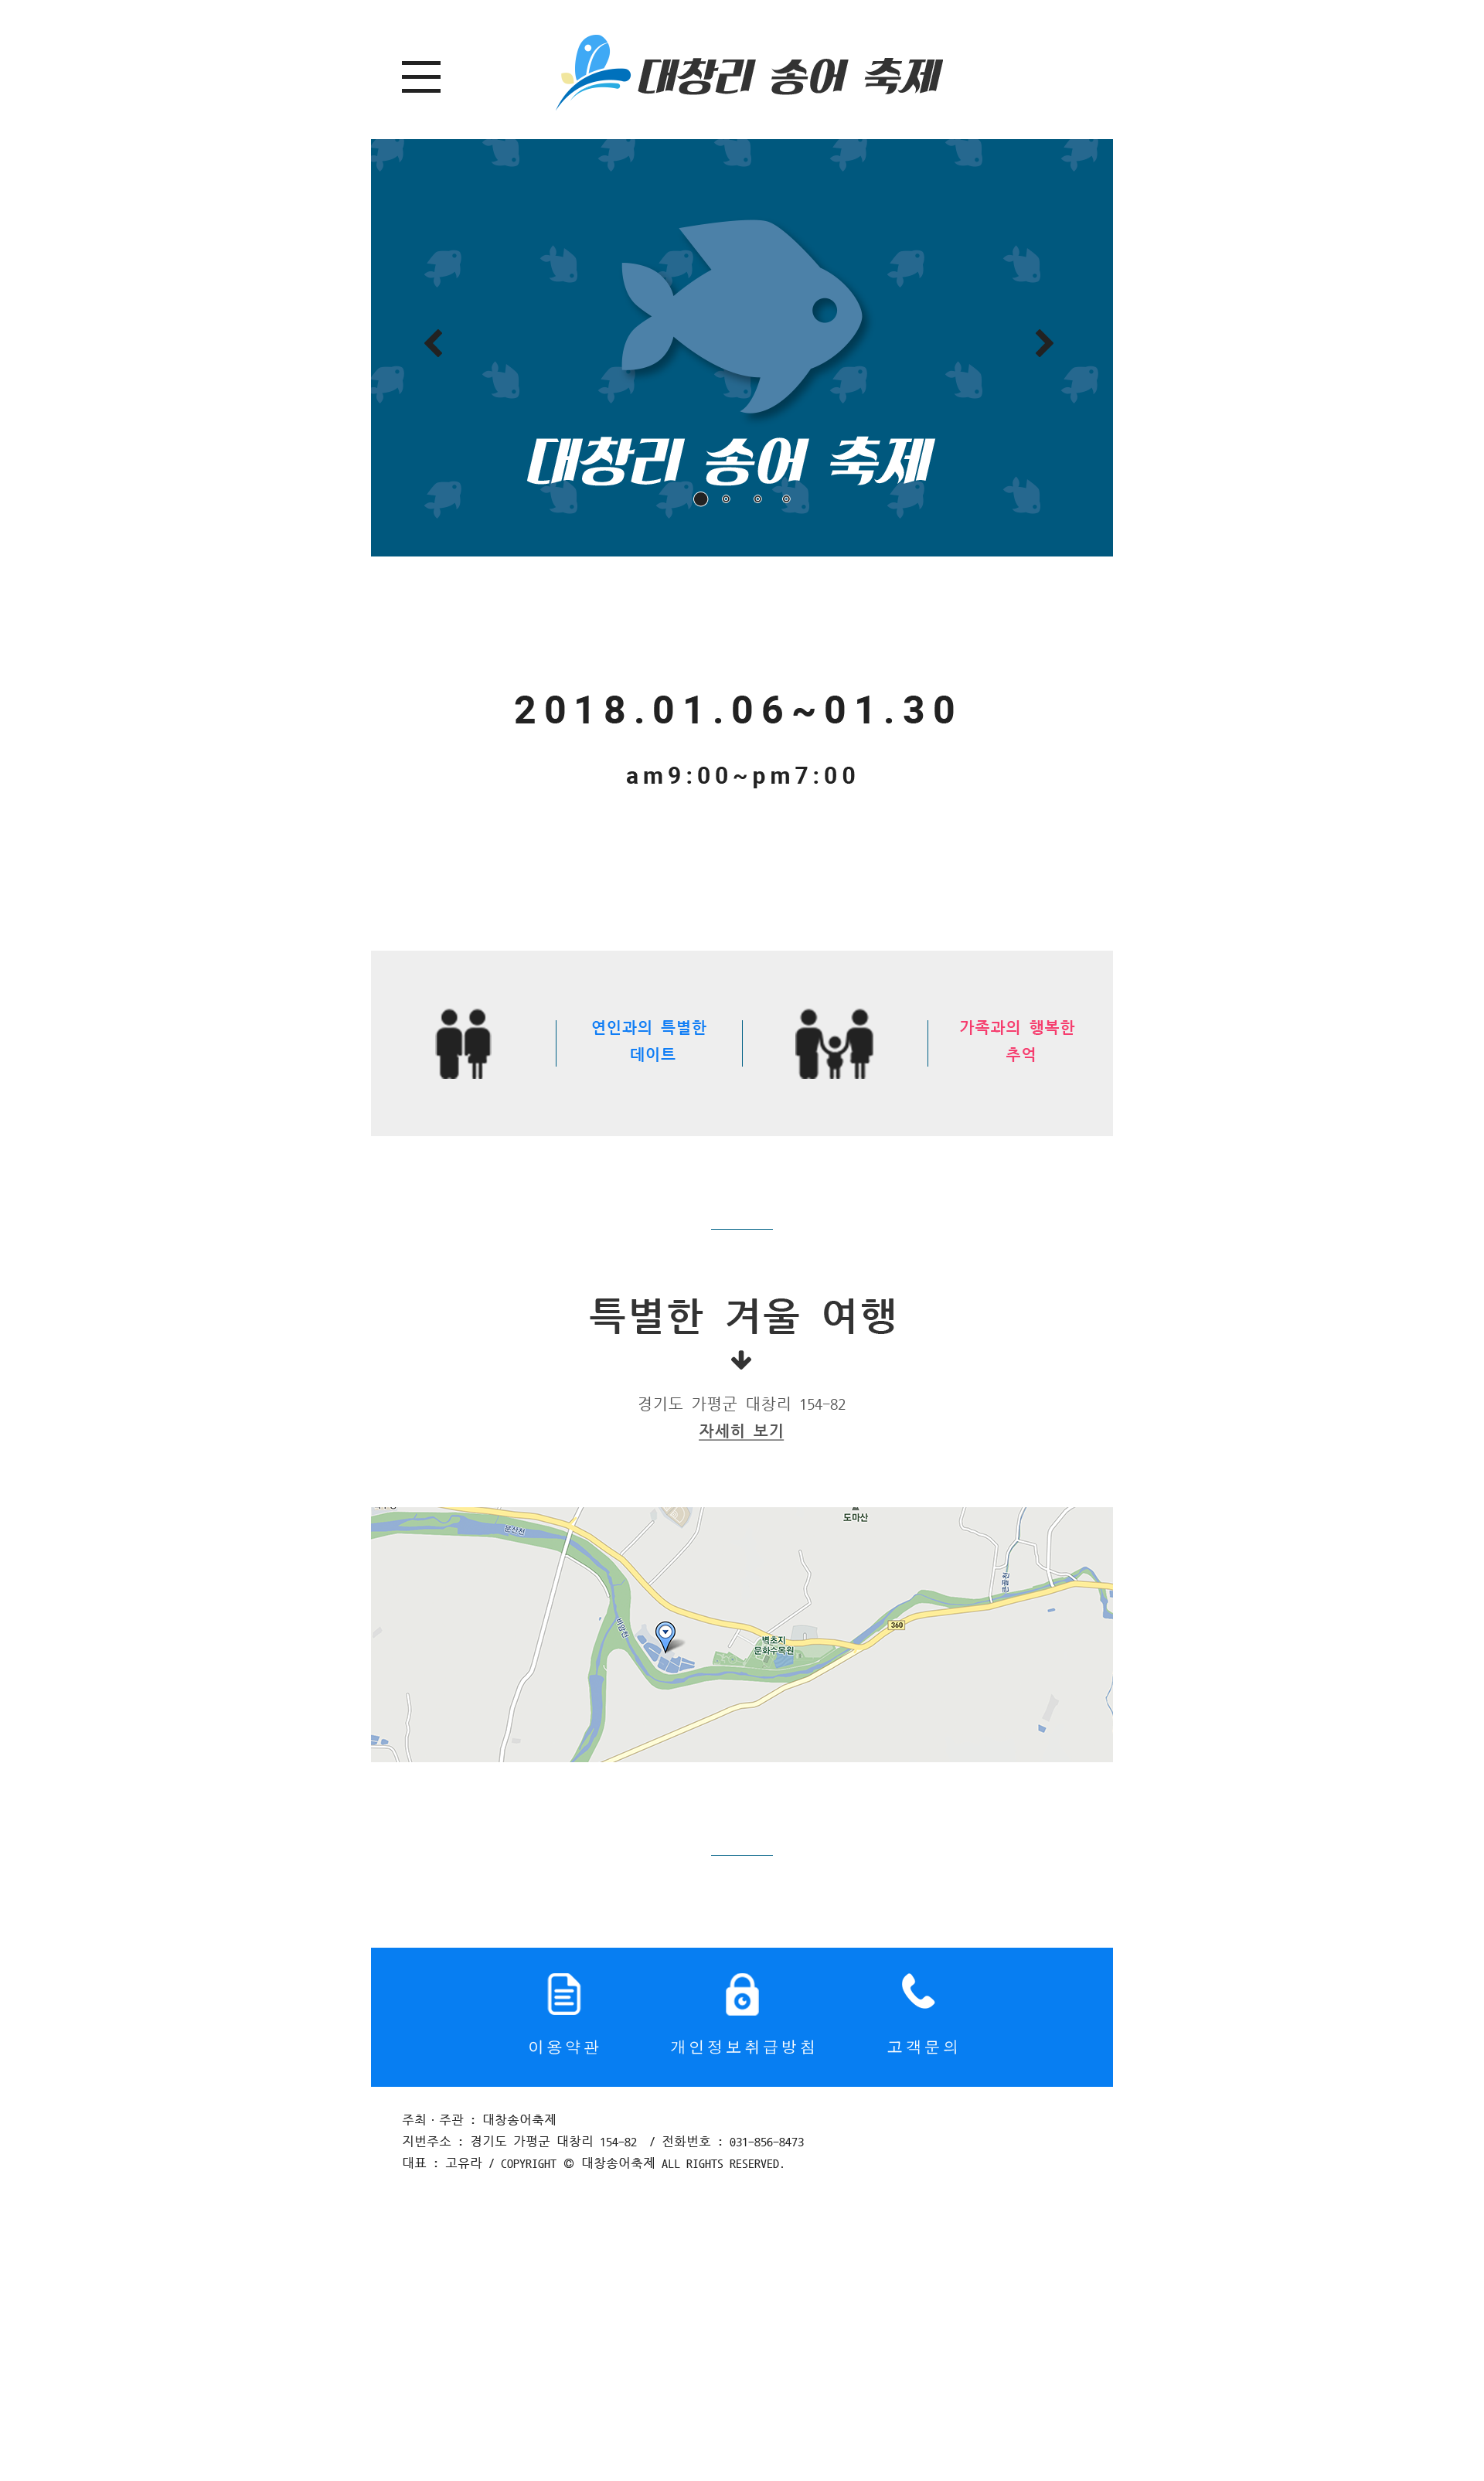 대창리 송어 축제
대창리 송어 축제
2018.01.06~01.30
am9:00~pm7:00
연인과의 특별한
데이트
가족과의 행복한
추억
특별한 겨울 여행
경기도 가평군 대창리 154-82
자세히 보기
도마산
문산천
비암천
벽초지
문화수목원
360
이용약관
개인정보취급방침
고객문의
주최·주관 : 대창송어축제
지번주소 : 경기도 가평군 대창리 154-82 / 전화번호 : 031-856-8473
대표 : 고유라 / COPYRIGHT © 대창송어축제 ALL RIGHTS RESERVED.